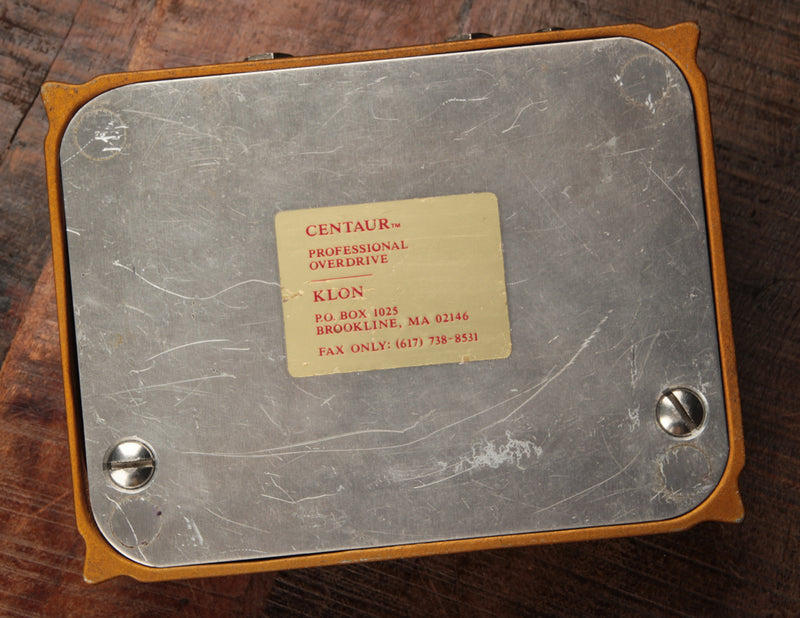 CENTAUR™
PROFESSIONAL
OVERDRIVE
KLON
P.O. BOX 1025
BROOKLINE, MA 02146
FAX ONLY: (617) 738-8531